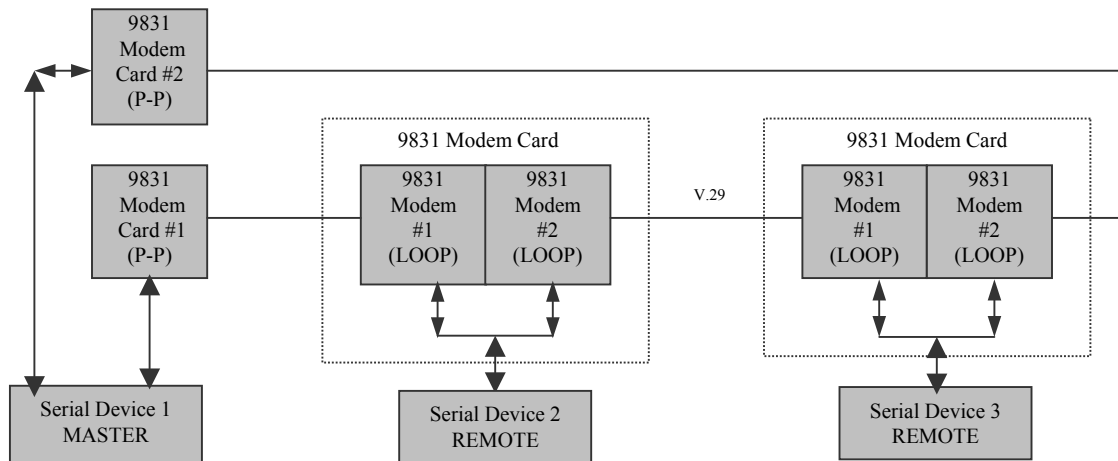 9831
Modem
Card #2
(P-P)
9831 Modem Card
9831 Modem Card
9831
Modem
Card #1
(P-P)
9831
Modem
#1
(LOOP)
9831
Modem
#2
(LOOP)
V.29
9831
Modem
#1
(LOOP)
9831
Modem
#2
(LOOP)
Serial Device 1
MASTER
Serial Device 2
REMOTE
Serial Device 3
REMOTE